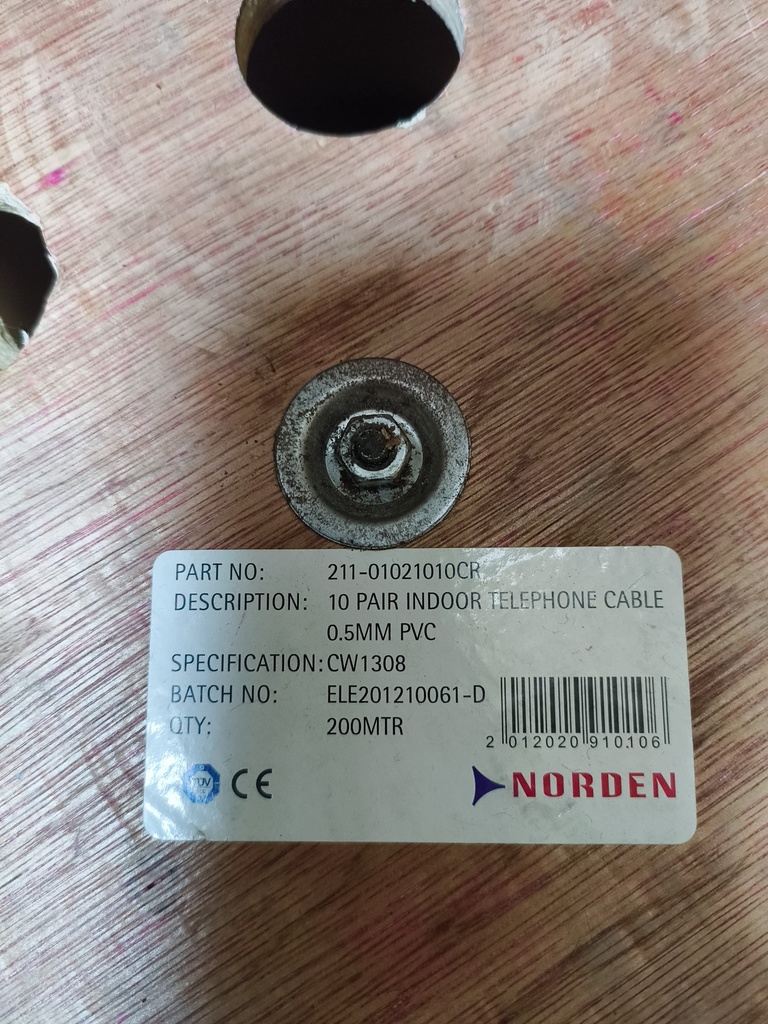 PART NO: 211-01021010CR
DESCRIPTION: 10 PAIR INDOOR TELEPHONE CABLE
0.5MM PVC
SPECIFICATION: CW1308
BATCH NO: ELE201210061-D
QTY: 200MTR
2 012020 910106
TÜV CE
NORDEN